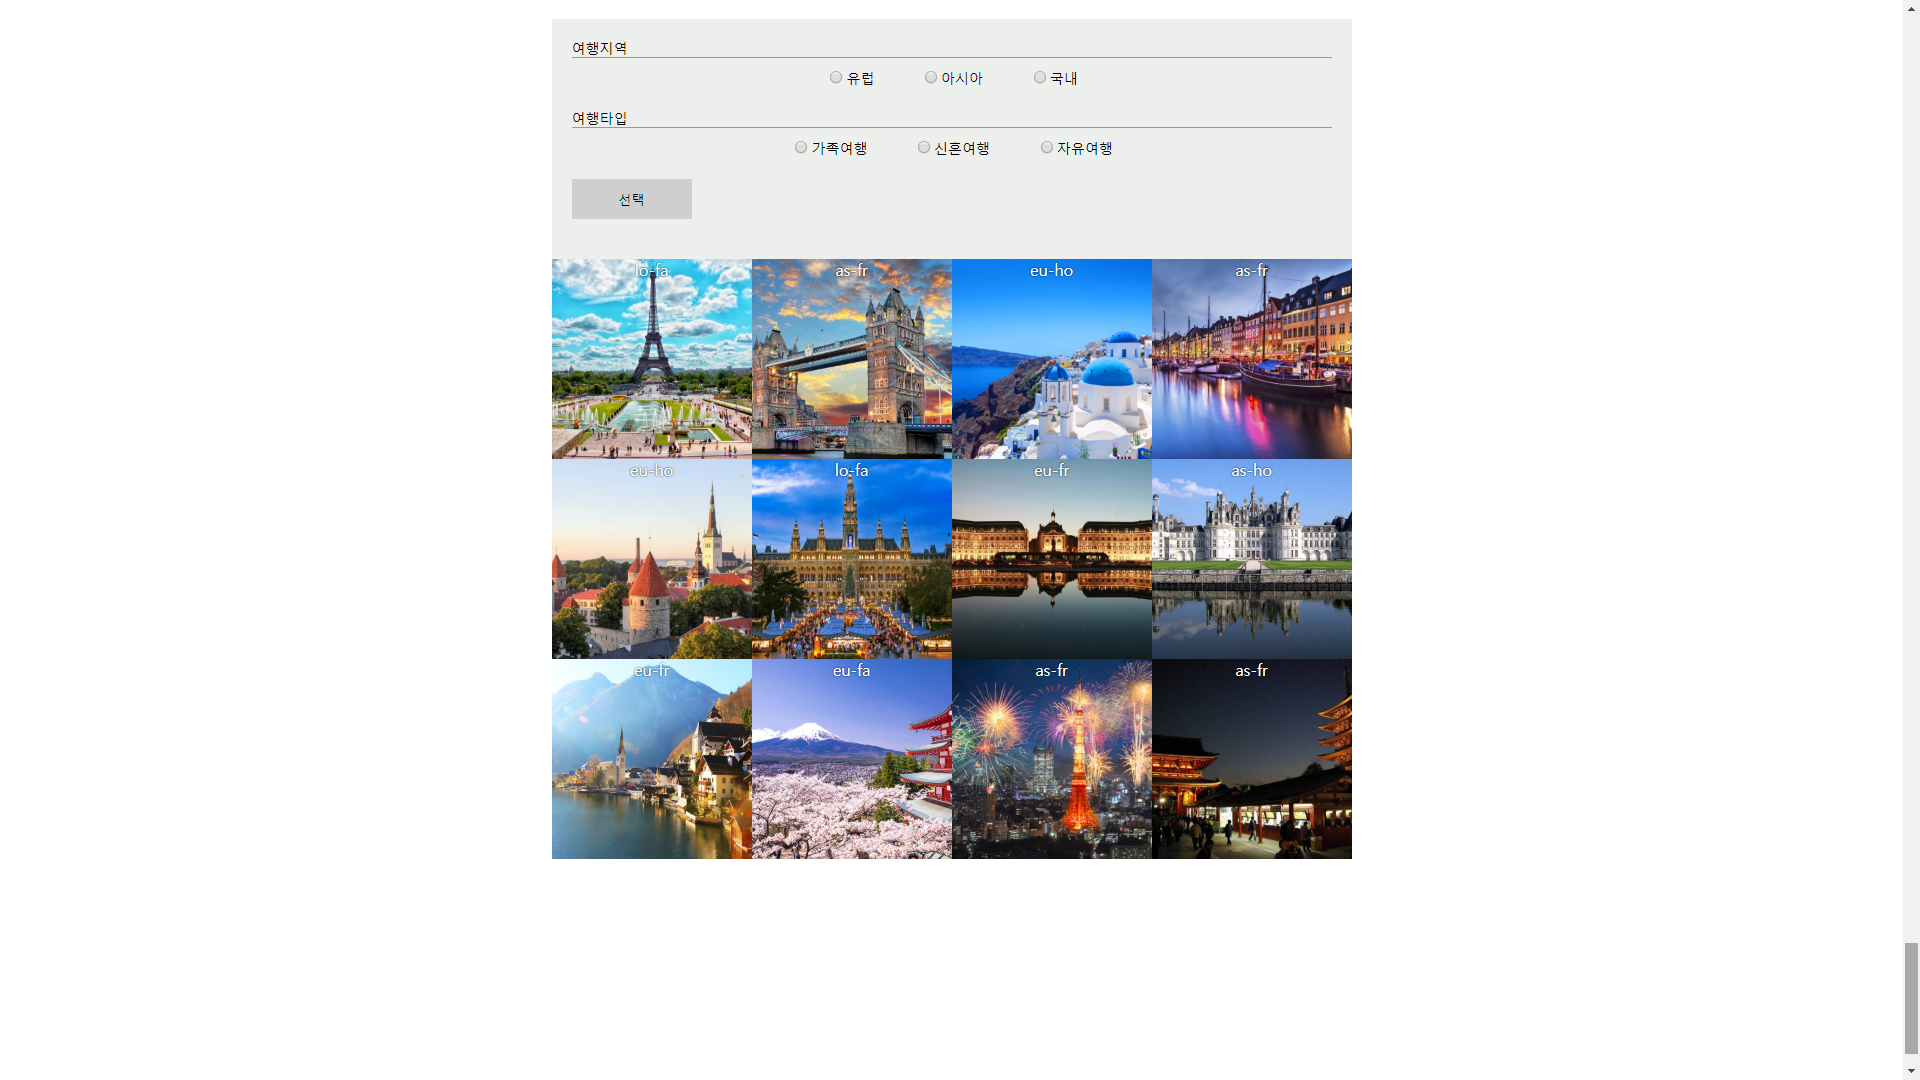 여행지역
유럽 아시아 국내
여행타입
가족여행 신혼여행 자유여행
선택
lo-fa as-fr eu-ho as-fr
eu-ho lo-fa eu-fr as-ho
eu-fr eu-fa as-fr as-fr